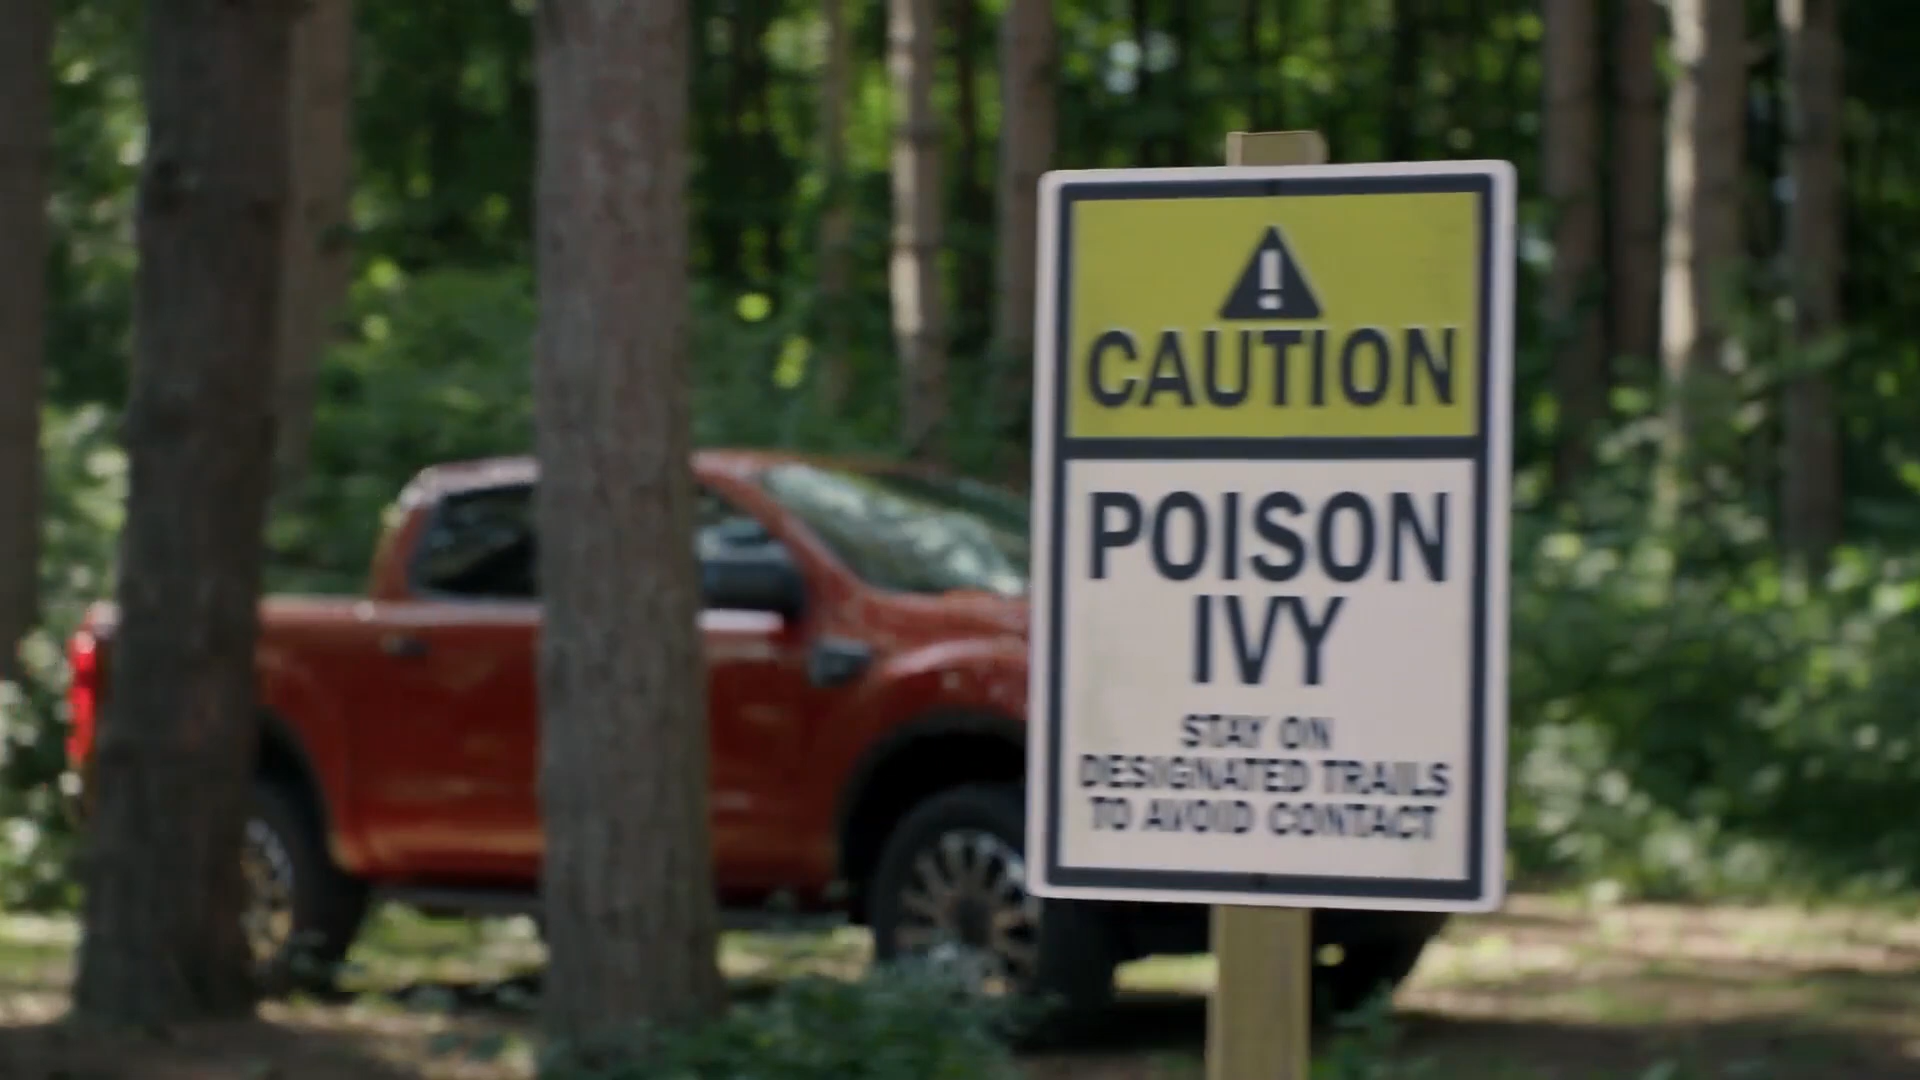 CAUTION
POISON
IVY
STAY ON
DESIGNATED TRAILS
TO AVOID CONTACT